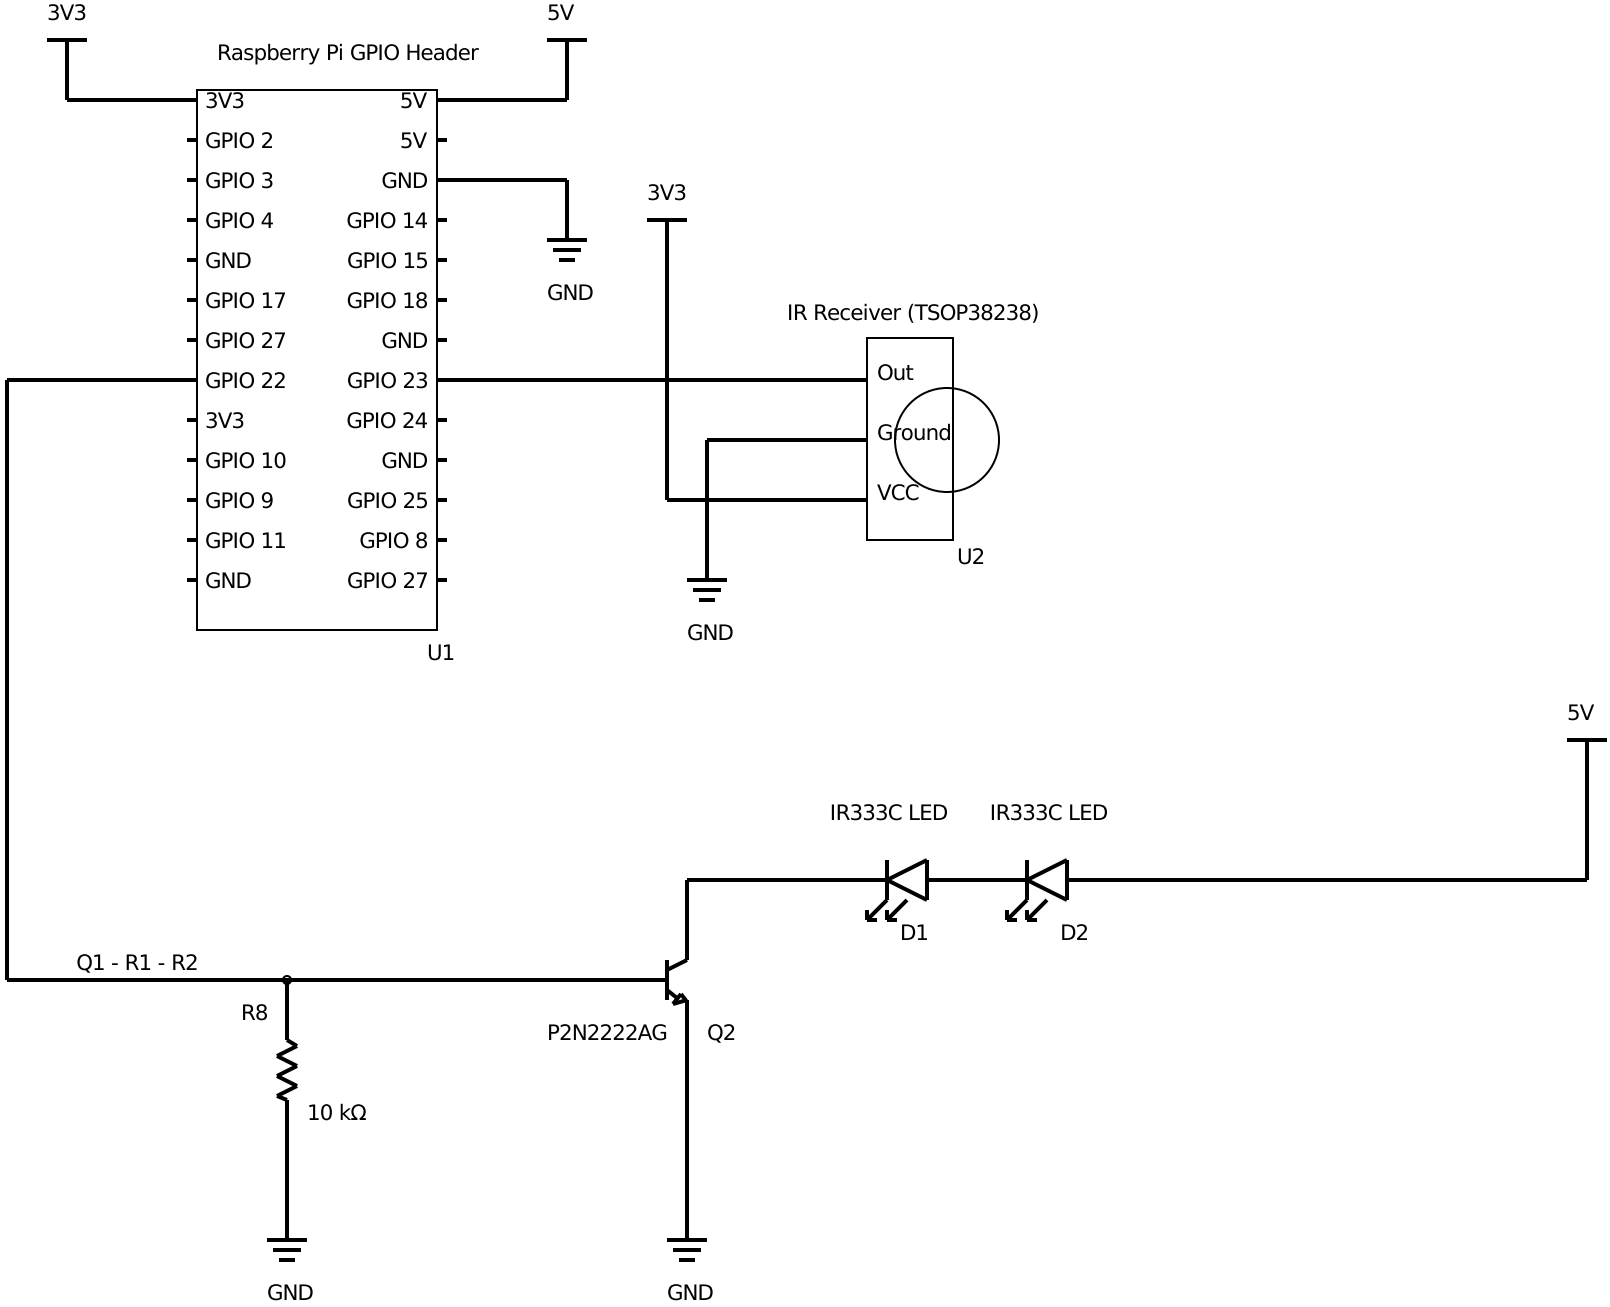 3V3
5V
Raspberry Pi GPIO Header
3V3 5V
GPIO 2 5V
GPIO 3 GND
GPIO 4 GPIO 14
GND GPIO 15
GPIO 17 GPIO 18
GPIO 27 GND
GPIO 22 GPIO 23
3V3 GPIO 24
GPIO 10 GND
GPIO 9 GPIO 25
GPIO 11 GPIO 8
GND GPIO 27
U1
GND
3V3
IR Receiver (TSOP38238)
Out
Ground
VCC
U2
GND
5V
IR333C LED IR333C LED
D1 D2
Q1 - R1 - R2
R8
10 kΩ
P2N2222AG Q2
GND GND